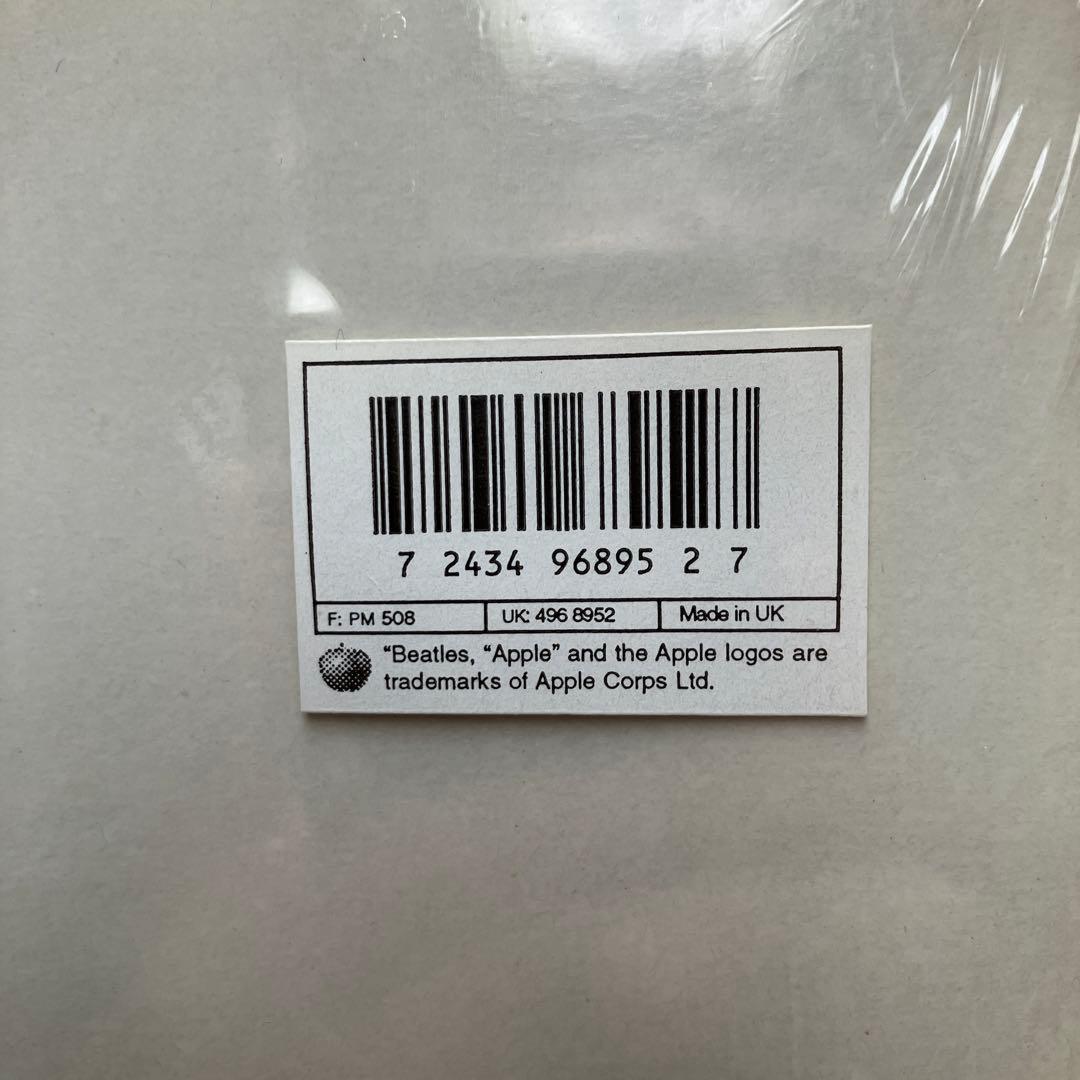 7 2434 96895 2 7
F: PM 508 UK: 496 8952 Made in UK
“Beatles, “Apple” and the Apple logos are
trademarks of Apple Corps Ltd.